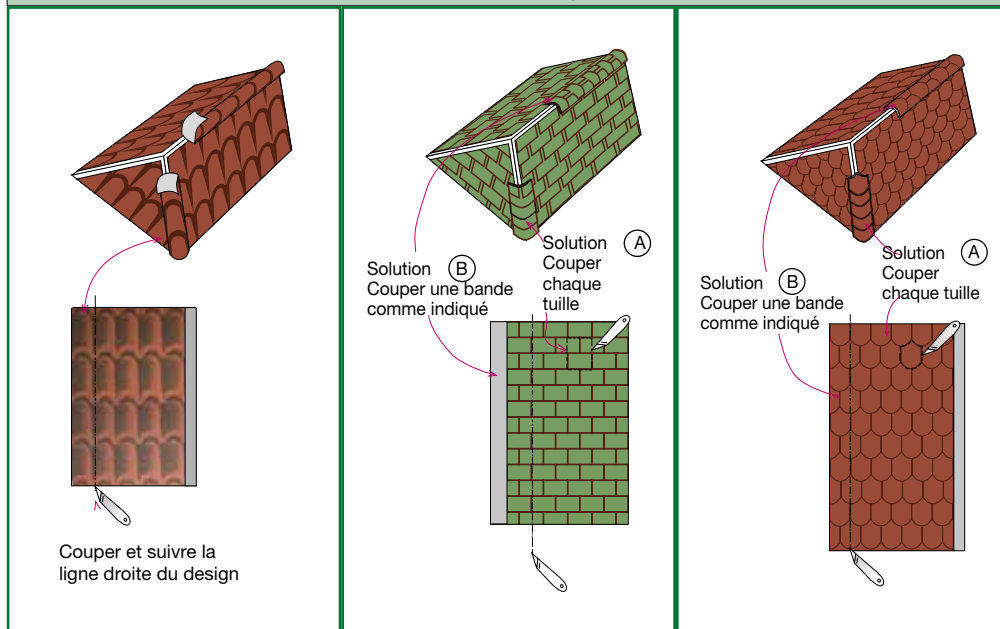 Couper et suivre la
ligne droite du design
Solution B
Couper une bande
comme indiqué
Solution A
Couper
chaque
tuille
Solution B
Couper une bande
comme indiqué
Solution A
Couper
chaque tuille